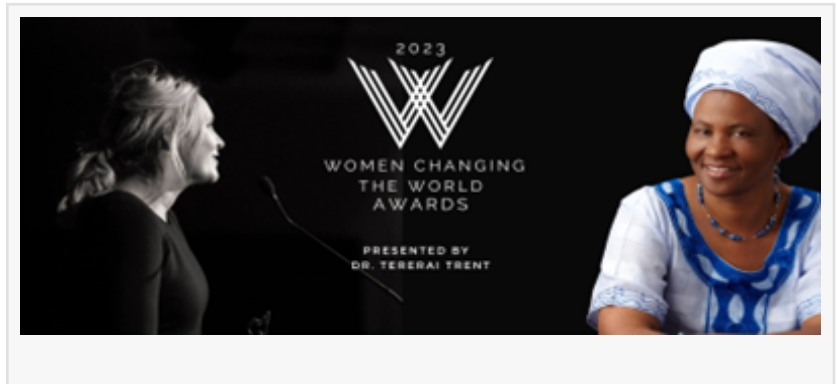 2023
WOMEN CHANGING
THE WORLD
AWARDS
PRESENTED BY
DR. TERERAI TRENT